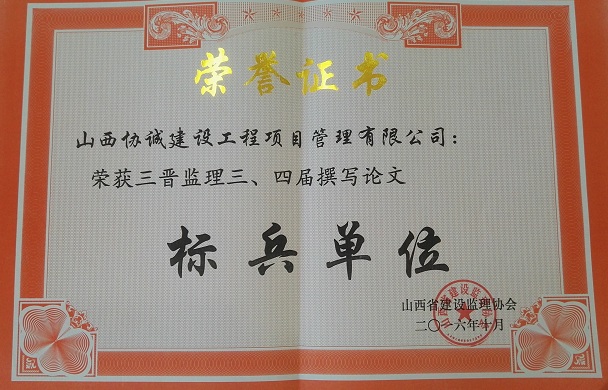 荣誉证书
山西协诚建设工程项目管理有限公司：
荣获三晋监理三、四届撰写论文
标兵单位
山西省建设监理协会
二〇一六年十月